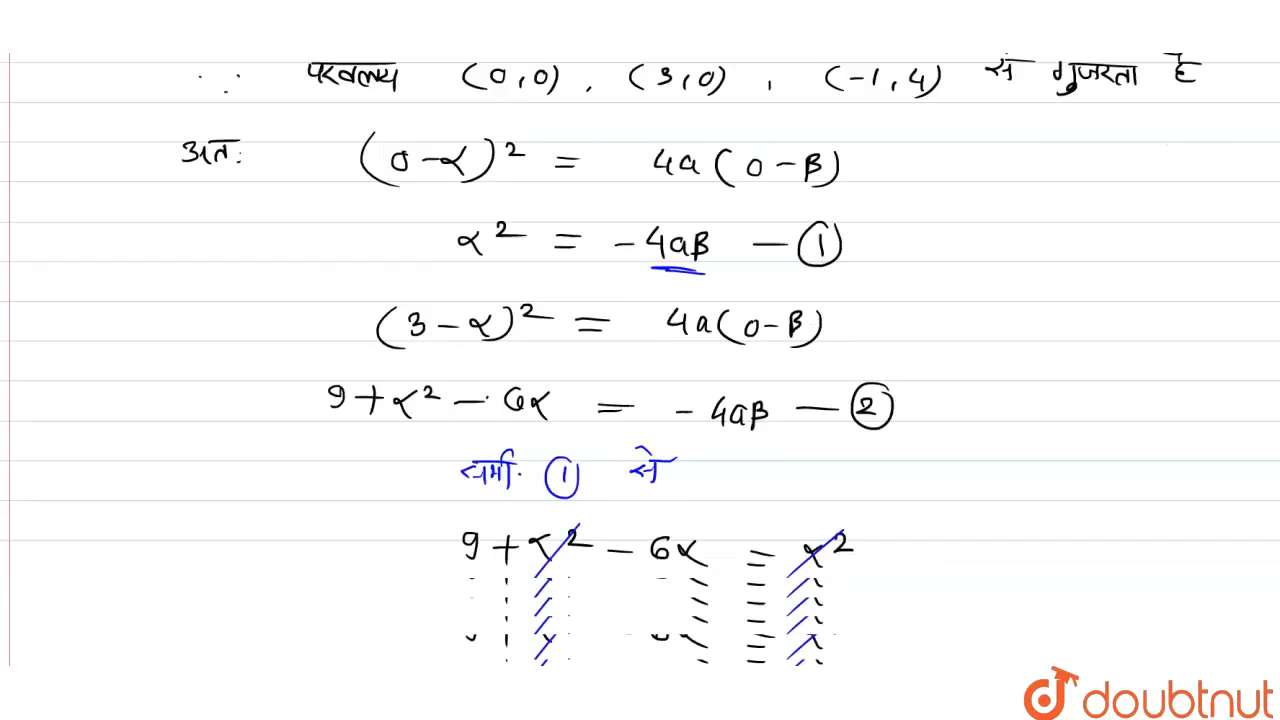 ∵ परवलय (0,0), (3,0), (-1,4) से गुजरता है
अतः (0-α)² = 4a(0-β)
α² = -4aβ — ①
(3-α)² = 4a(0-β)
9+α² - 6α = -4aβ — ②
समी. ① से
9+α² - 6α = α²
doubtnut